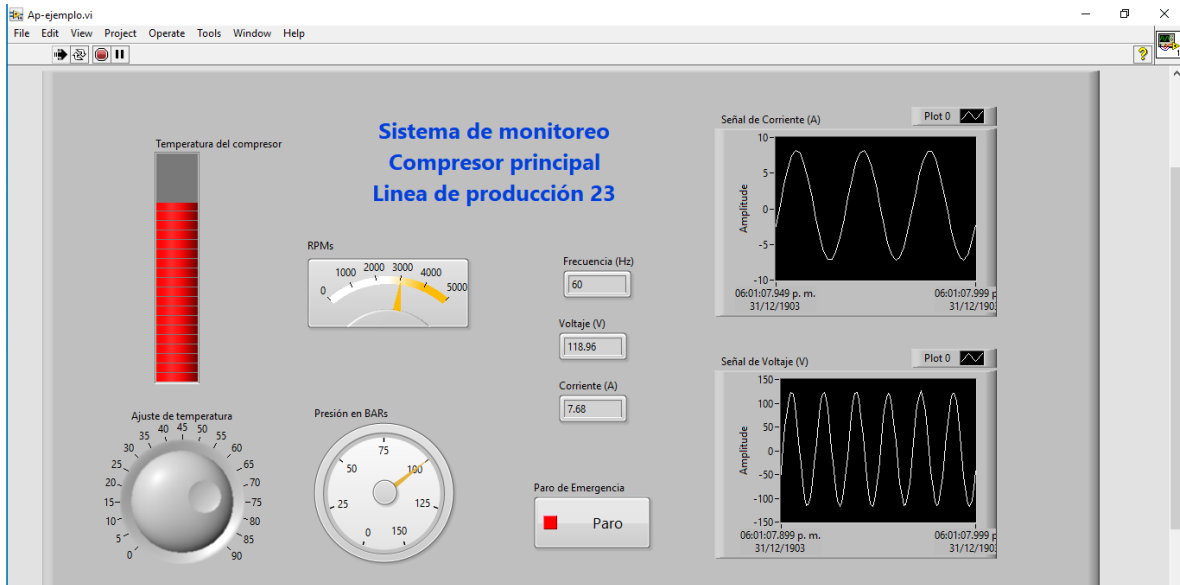 Ap-ejemplo.vi
File Edit View Project Operate Tools Window Help
Sistema de monitoreo
Compresor principal
Linea de producción 23
Temperatura del compresor
RPMs
0 1000 2000 3000 4000 5000
Ajuste de temperatura
0 5 10 15 20 25 30 35 40 45 50 55 60 65 70 75 80 85 90
Presión en BARs
0 25 50 75 100 125 150
Frecuencia (Hz)
60
Voltaje (V)
118.96
Corriente (A)
7.68
Paro de Emergencia
Paro
Señal de Corriente (A)
Plot 0
Amplitude
10
5
0
-5
-10
06:01:07.949 p. m.
31/12/1903
06:01:07.999 p
31/12/190
Señal de Voltaje (V)
Plot 0
Amplitude
150
100
50
0
-50
-100
-150
06:01:07.899 p. m.
31/12/1903
06:01:07.999 p
31/12/190